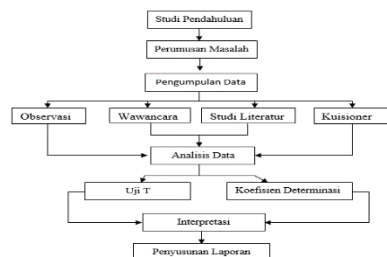 Studi Pendahuluan
Perumusan Masalah
Pengumpulan Data
Observasi
Wawancara
Studi Literatur
Kuisioner
Analisis Data
Uji T
Koefisien Determinasi
Interpretasi
Penyusunan Laporan